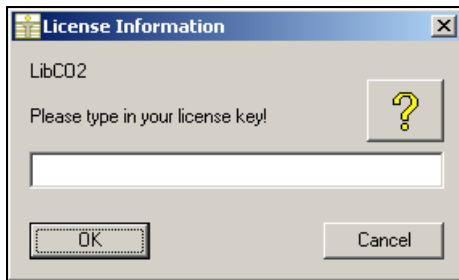 License Information
LibCO2
Please type in your license key!
?
OK
Cancel